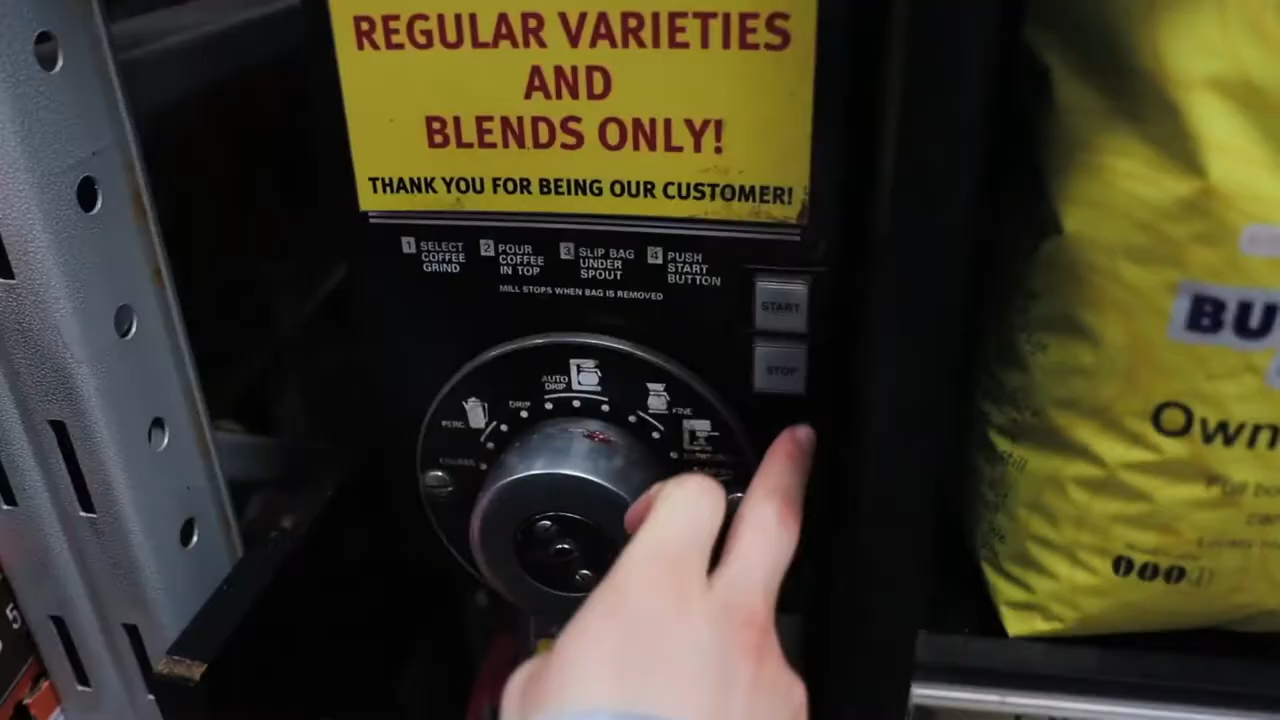 REGULAR VARIETIES
AND
BLENDS ONLY!
THANK YOU FOR BEING OUR CUSTOMER!
1 SELECT
COFFEE
GRIND
2 POUR
COFFEE
IN TOP
3 SLIP BAG
UNDER
SPOUT
4 PUSH
START
BUTTON
MILL STOPS WHEN BAG IS REMOVED
START
STOP
AUTO
DRIP
DRIP
PERC
FINE
COARSE
BU
Own
5